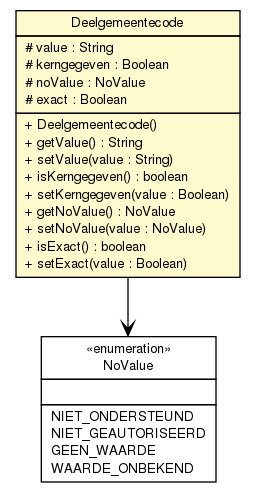 Deelgemeentecode
# value : String
# kerngegeven : Boolean
# noValue : NoValue
# exact : Boolean
+ Deelgemeentecode()
+ getValue() : String
+ setValue(value : String)
+ isKerngegeven() : boolean
+ setKerngegeven(value : Boolean)
+ getNoValue() : NoValue
+ setNoValue(value : NoValue)
+ isExact() : boolean
+ setExact(value : Boolean)
«enumeration»
NoValue
NIET_ONDERSTEUND
NIET_GEAUTORISEERD
GEEN_WAARDE
WAARDE_ONBEKEND